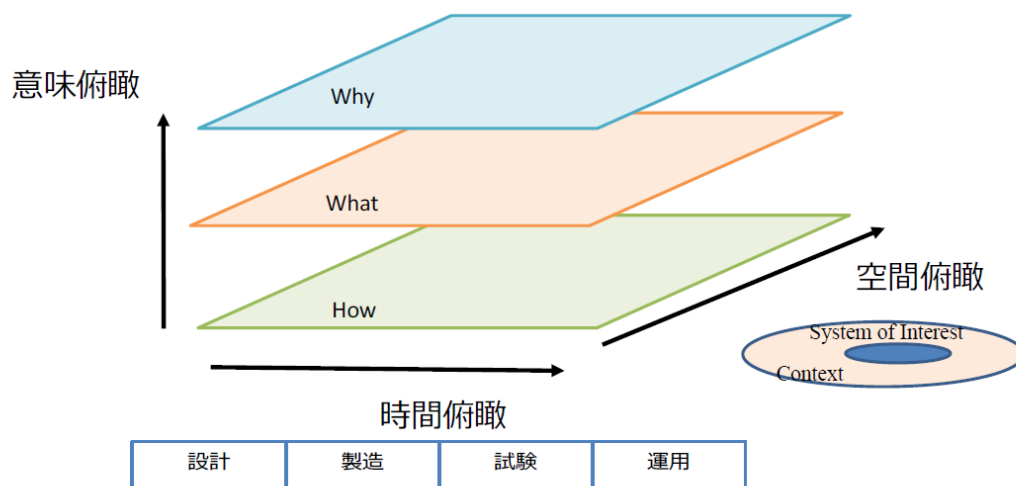 意味俯瞰
Why
What
How
空間俯瞰
System of Interest
Context
時間俯瞰
設計
製造
試験
運用